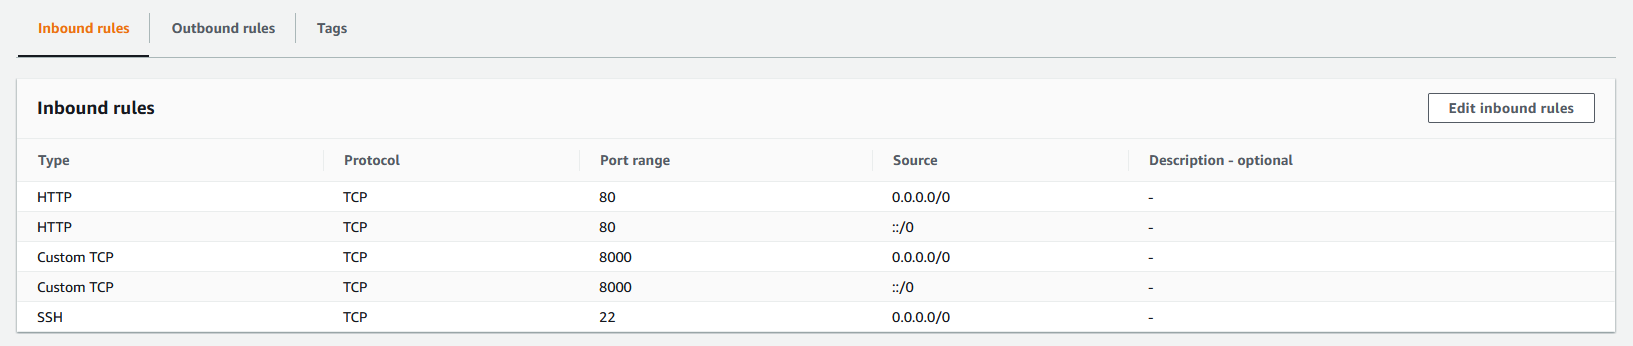 Inbound rules Outbound rules Tags
Inbound rules Edit inbound rules
Type Protocol Port range Source Description - optional
HTTP TCP 80 0.0.0.0/0 -
HTTP TCP 80 ::/0 -
Custom TCP TCP 8000 0.0.0.0/0 -
Custom TCP TCP 8000 ::/0 -
SSH TCP 22 0.0.0.0/0 -